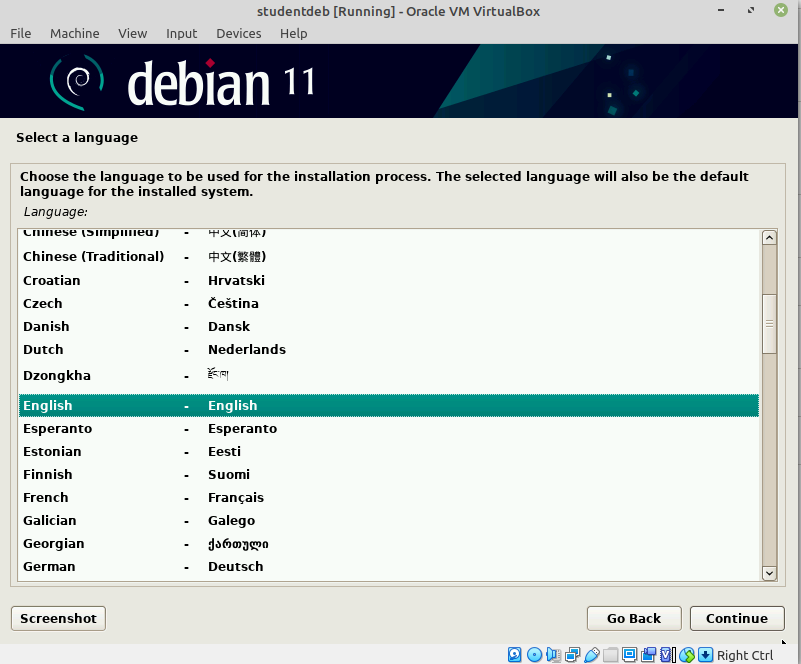 studentdeb [Running] - Oracle VM VirtualBox
File Machine View Input Devices Help
debian 11
Select a language
Choose the language to be used for the installation process. The selected language will also be the default
language for the installed system.
Language:
Chinese (Simplified) - 中文(简体)
Chinese (Traditional) - 中文(繁體)
Croatian - Hrvatski
Czech - Čeština
Danish - Dansk
Dutch - Nederlands
Dzongkha - རྫོང་ཁ།
English - English
Esperanto - Esperanto
Estonian - Eesti
Finnish - Suomi
French - Français
Galician - Galego
Georgian - ქართული
German - Deutsch
Screenshot Go Back Continue
Right Ctrl